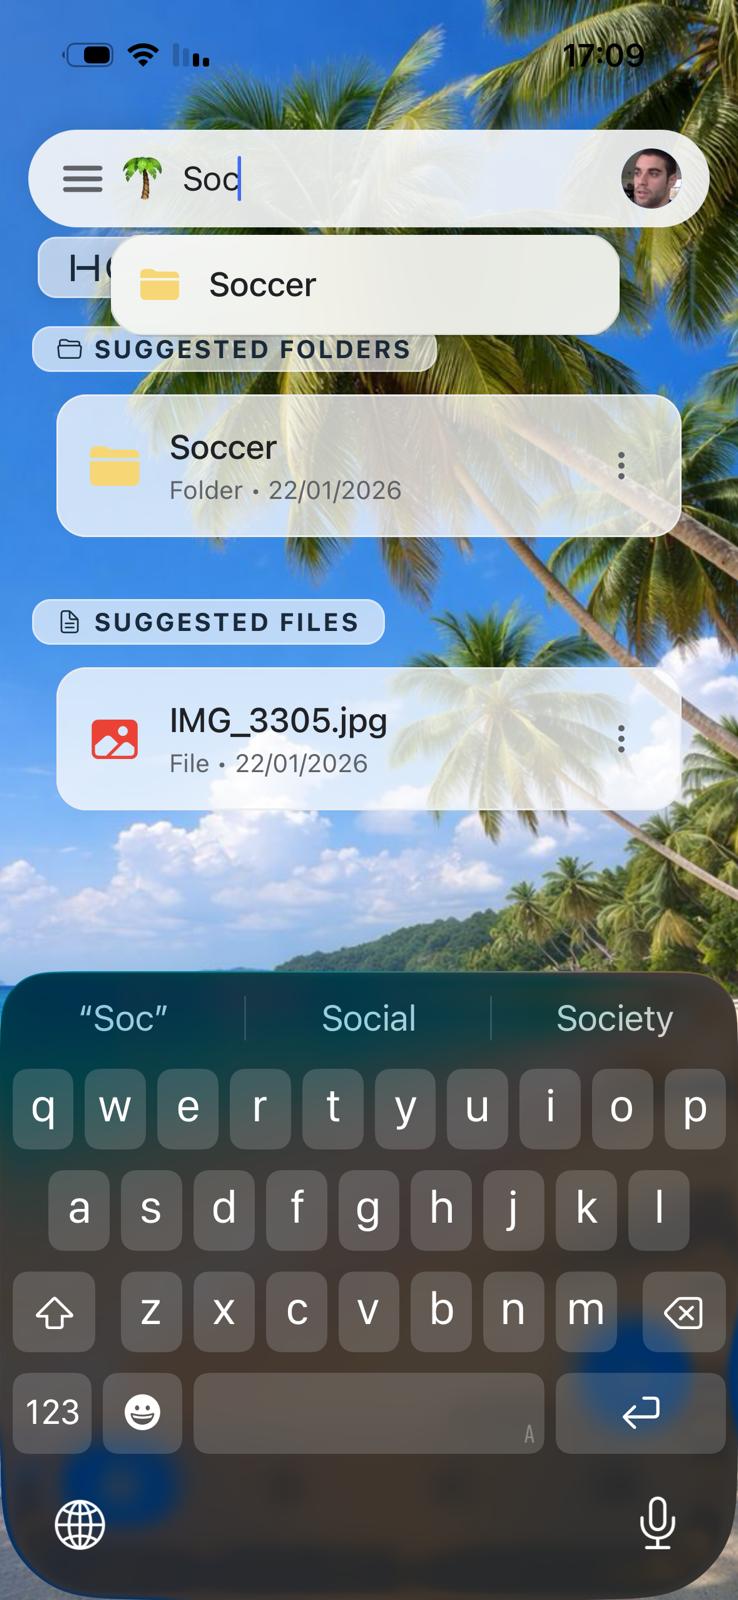 17:09
Soc
Soccer
SUGGESTED FOLDERS
Soccer
Folder • 22/01/2026
SUGGESTED FILES
IMG_3305.jpg
File • 22/01/2026
“Soc” Social Society
q w e r t y u i o p
a s d f g h j k l
z x c v b n m
123
A